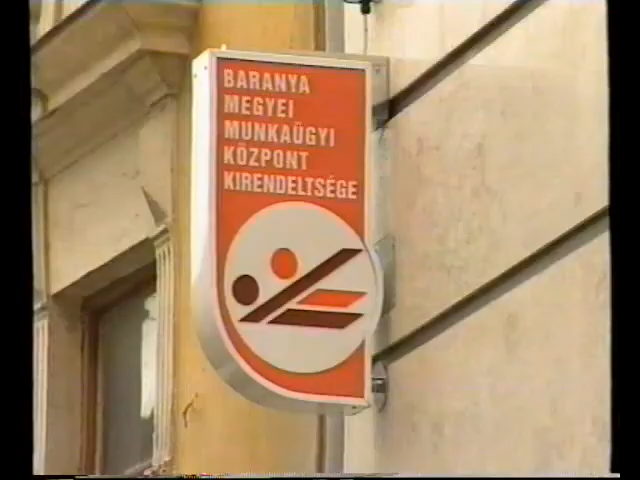 BARANYA
MEGYEI
MUNKAÜGYI
KÖZPONT
KIRENDELTSÉGE